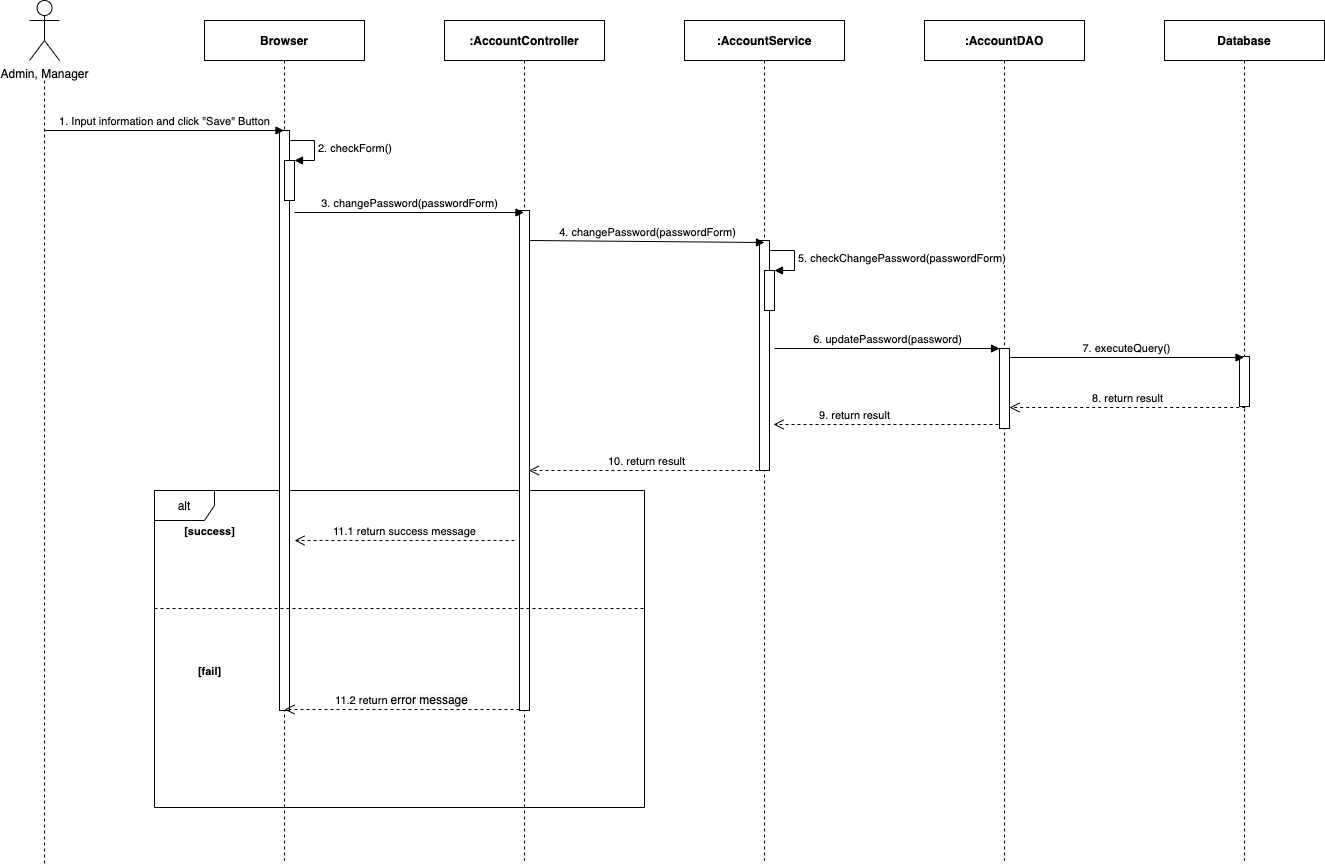 Admin, Manager
Browser
:AccountController
:AccountService
:AccountDAO
Database
1. Input information and click "Save" Button
2. checkForm()
3. changePassword(passwordForm)
4. changePassword(passwordForm)
5. checkChangePassword(passwordForm)
6. updatePassword(password)
7. executeQuery()
8. return result
9. return result
10. return result
alt
[success]
11.1 return success message
[fail]
11.2 return error message